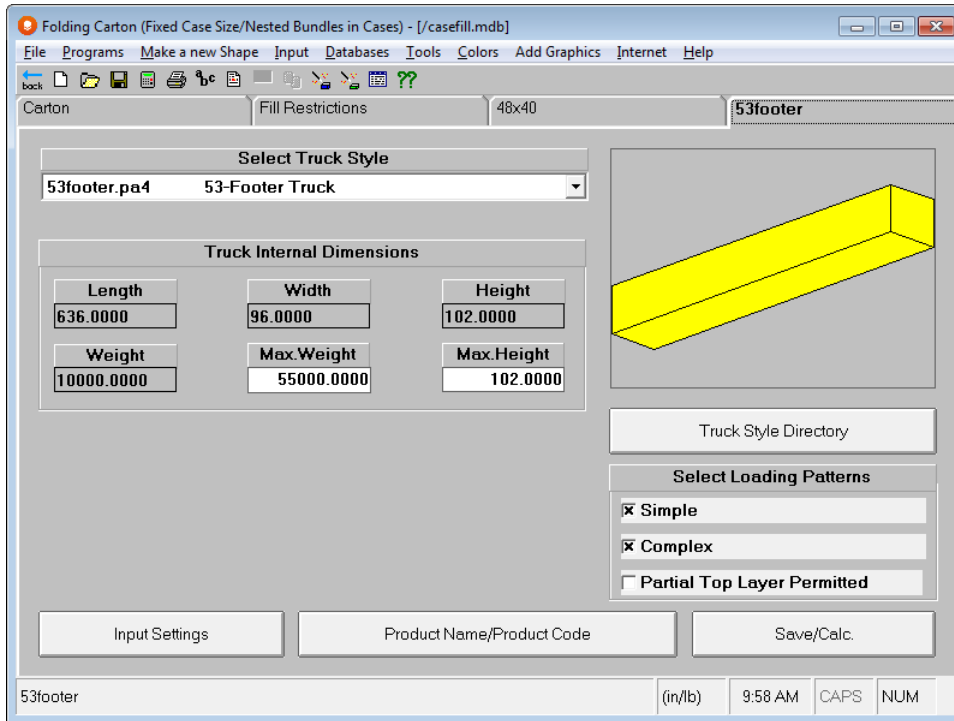 Folding Carton (Fixed Case Size/Nested Bundles in Cases) - [/casefill.mdb]
File Programs Make a new Shape Input Databases Tools Colors Add Graphics Internet Help
back abc ??
Carton Fill Restrictions 48x40 53footer
Select Truck Style
53footer.pa4 53-Footer Truck
Truck Internal Dimensions
Length Width Height
636.0000 96.0000 102.0000
Weight Max.Weight Max.Height
10000.0000 55000.0000 102.0000
Truck Style Directory
Select Loading Patterns
Simple
Complex
Partial Top Layer Permitted
Input Settings Product Name/Product Code Save/Calc.
53footer (in/lb) 9:58 AM CAPS NUM